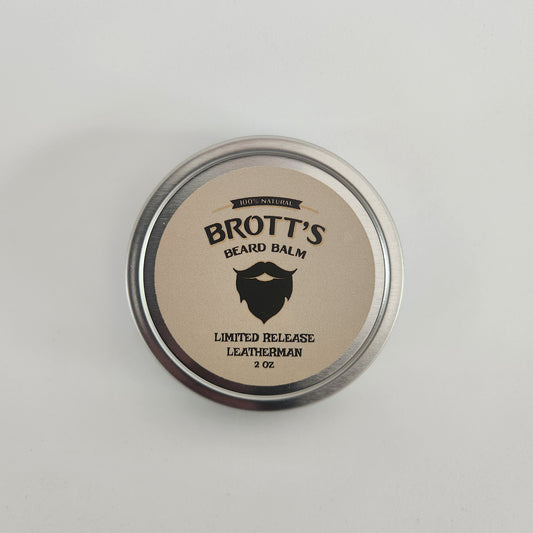 100% NATURAL
BROTT'S
BEARD BALM
LIMITED RELEASE
LEATHERMAN
2 OZ